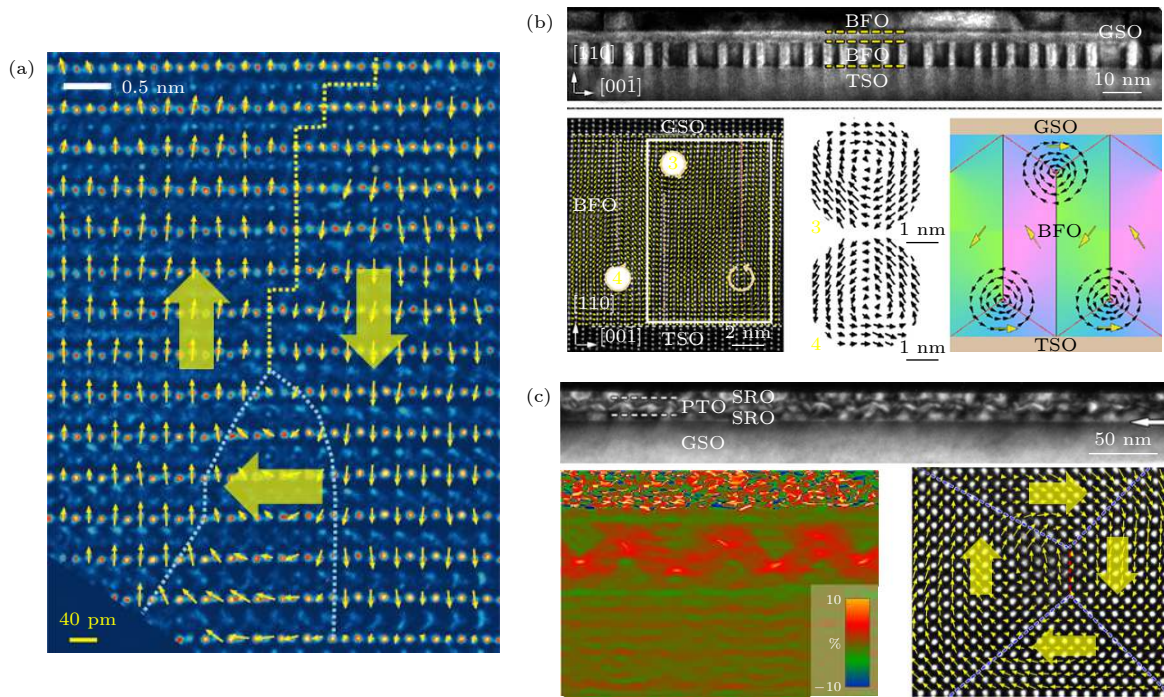 (a)
0.5 nm
40 pm
(b)
BFO
GSO
[110]
BFO
[001̄]
TSO
10 nm
GSO
3
BFO
4
[110]
[001̄]
TSO
2 nm
3
1 nm
4
1 nm
GSO
BFO
TSO
(c)
SRO
PTO
SRO
GSO
50 nm
10
%
−10